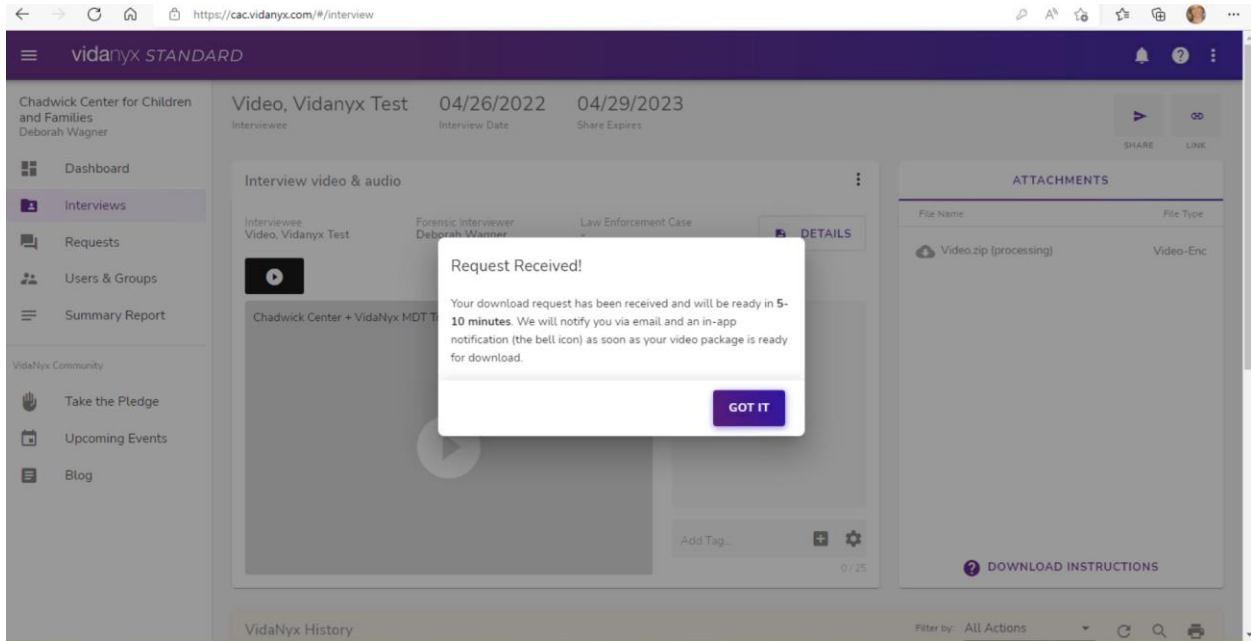 https://cac.vidanyx.com/#/interview
vidanyx STANDARD
Chadwick Center for Children
and Families
Deborah Wagner
Dashboard
Interviews
Requests
Users & Groups
Summary Report
VidaNyx Community
Take the Pledge
Upcoming Events
Blog
Video, Vidanyx Test 04/26/2022 04/29/2023
Interviewee Interview Date Share Expires
SHARE LINK
Interview video & audio
Interviewee Forensic Interviewer Law Enforcement Case
Video, Vidanyx Test Deborah Wagner -
DETAILS
Chadwick Center + VidaNyx MDT
Request Received!
Your download request has been received and will be ready in 5-
10 minutes. We will notify you via email and an in-app
notification (the bell icon) as soon as your video package is ready
for download.
GOT IT
Add Tag...
0 / 25
ATTACHMENTS
File Name File Type
Video.zip (processing) Video-Enc
DOWNLOAD INSTRUCTIONS
VidaNyx History
Filter by: All Actions